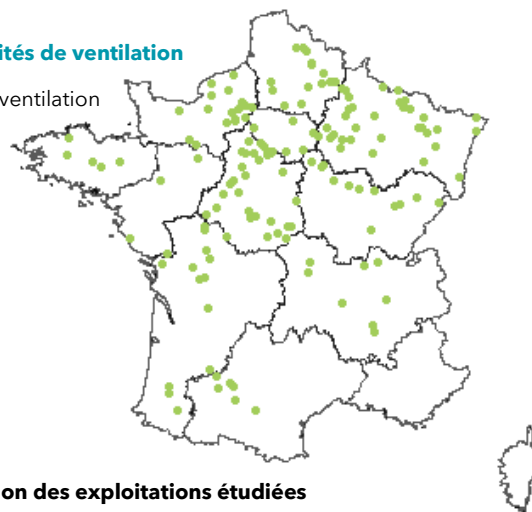 ités de ventilation
ventilation
on des exploitations étudiées